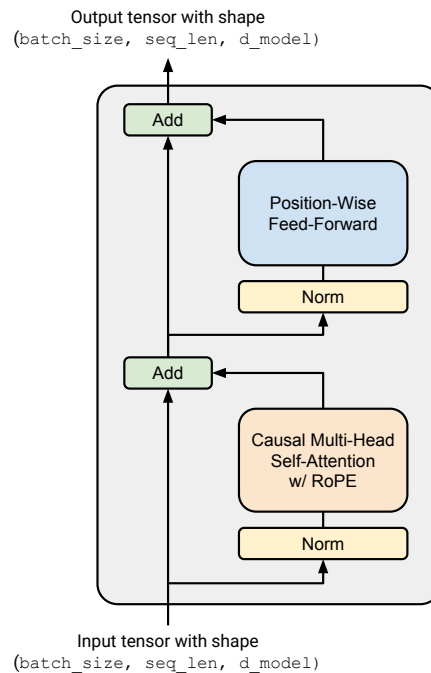 Output tensor with shape
(batch_size, seq_len, d_model)
Add
Position-Wise
Feed-Forward
Norm
Add
Causal Multi-Head
Self-Attention
w/ RoPE
Norm
Input tensor with shape
(batch_size, seq_len, d_model)